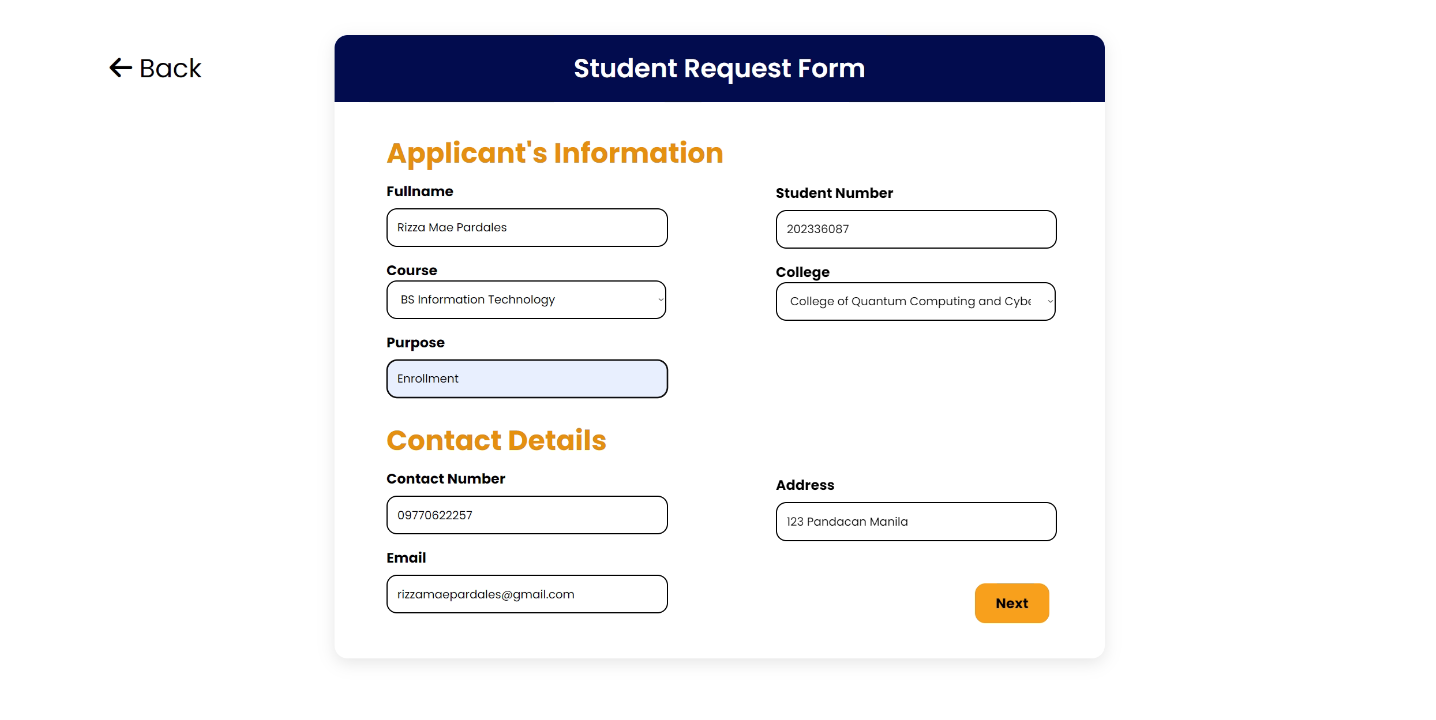 Back
Student Request Form
Applicant's Information
Fullname
Student Number
Rizza Mae Pardales
202336087
Course
College
BS Information Technology
College of Quantum Computing and Cybe
Purpose
Enrollment
Contact Details
Contact Number
Address
09770622257
123 Pandacan Manila
Email
rizzamaepardales@gmail.com
Next